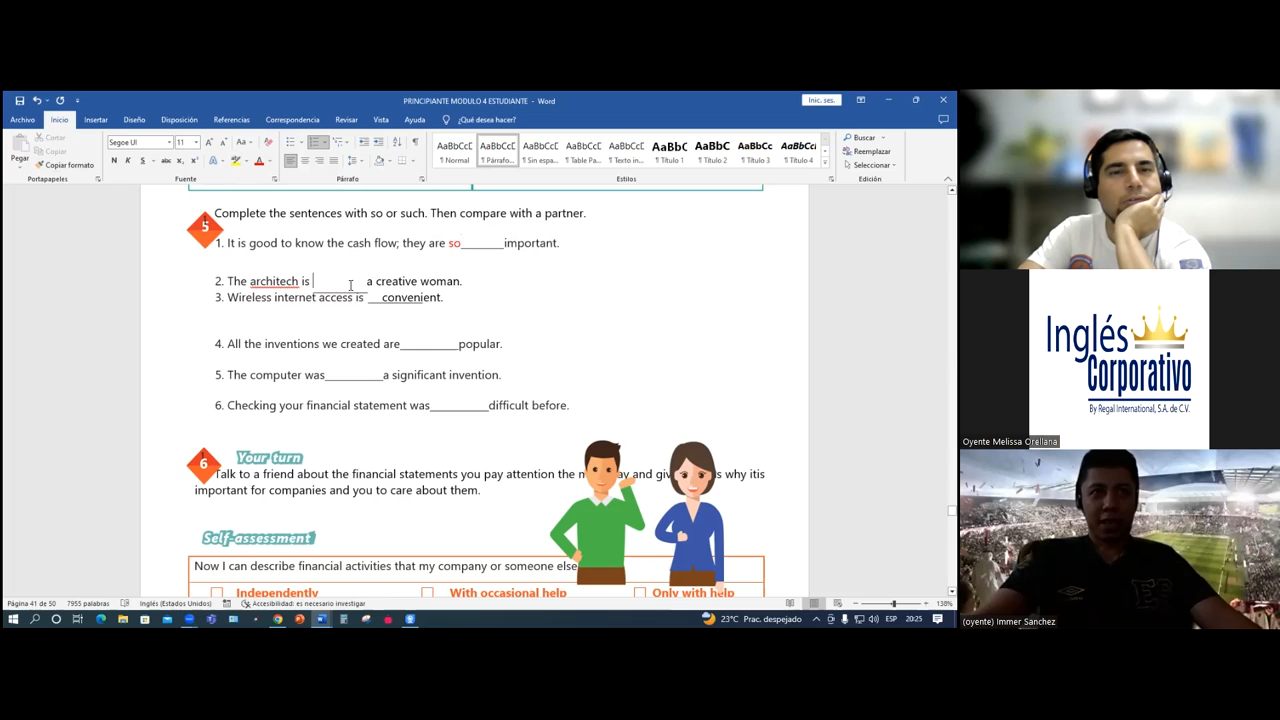 PRINCIPIANTE MODULO 4 ESTUDIANTE - Word
Inic. ses.
Archivo Inicio Insertar Diseño Disposición Referencias Correspondencia Revisar Vista Ayuda ¿Qué desea hacer?
Pegar
Cortar
Copiar
Copiar formato
Portapapeles
Segoe UI 11
Fuente
Párrafo
AaBbCcC AaBbCcC AaBbCcC AaBbCc AaBbCcC AaBbC AaBbC AaBbCc AaBbCc
¶ Normal ¶ Párrafo... ¶ Sin espa... ¶ Table Pa... ¶ Texto in... ¶ Título 1 ¶ Título 2 ¶ Título 3 ¶ Título 4
Estilos
Buscar
Reemplazar
Seleccionar
Edición
5 Complete the sentences with so or such. Then compare with a partner.
1. It is good to know the cash flow; they are so_______important.
2. The architech is ________ a creative woman.
3. Wireless internet access is __convenient.
4. All the inventions we created are_________popular.
5. The computer was_________a significant invention.
6. Checking your financial statement was_________difficult before.
6 Your turn
Talk to a friend about the financial statements you pay attention the why itis
important for companies and you to care about them.
Self-assessment
Now I can describe financial activities that my company or someone else
Independently With occasional help Only with help
Página 41 de 50 7955 palabras Inglés (Estados Unidos) Accesibilidad: es necesario investigar 138%
23°C Prac. despejado ESP 20:25
Inglés
Corporativo
By Regal International, S.A. de C.V.
Oyente Melissa Orellana
(oyente) Immer Sanchez